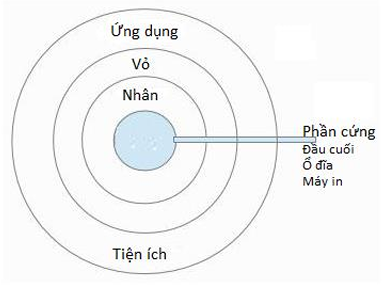 Ứng dụng
Vỏ
Nhân
Phần cứng
Đầu cuối
Ổ đĩa
Máy in
Tiện ích